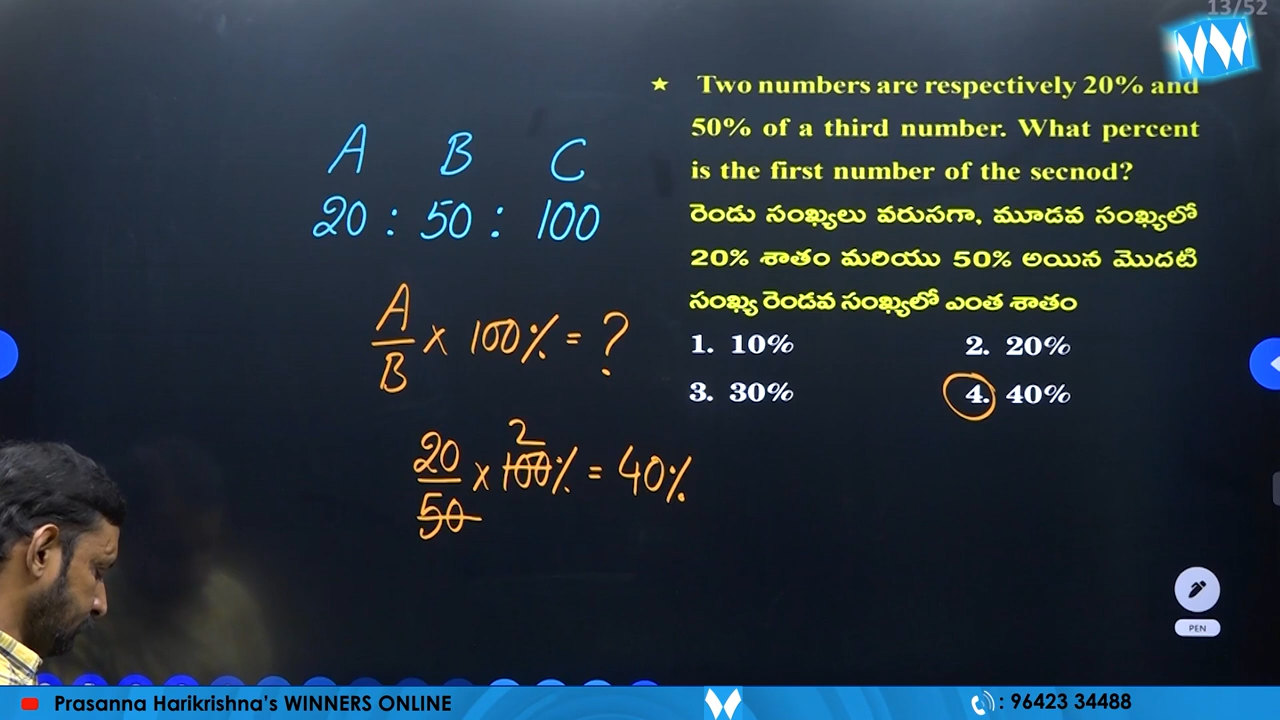 13/52
W
★ Two numbers are respectively 20% and
50% of a third number. What percent
is the first number of the secnod?
రెండు సంఖ్యలు వరుసగా, మూడవ సంఖ్యలో
20% శాతం మరియు 50% అయిన మొదటి
సంఖ్య రెండవ సంఖ్యలో ఎంత శాతం
1. 10% 2. 20%
3. 30% 4. 40%
A B C
20 : 50 : 100
A/B × 100% = ?
2
20/50 × 100% = 40%
PEN
Prasanna Harikrishna's WINNERS ONLINE
W
: 96423 34488